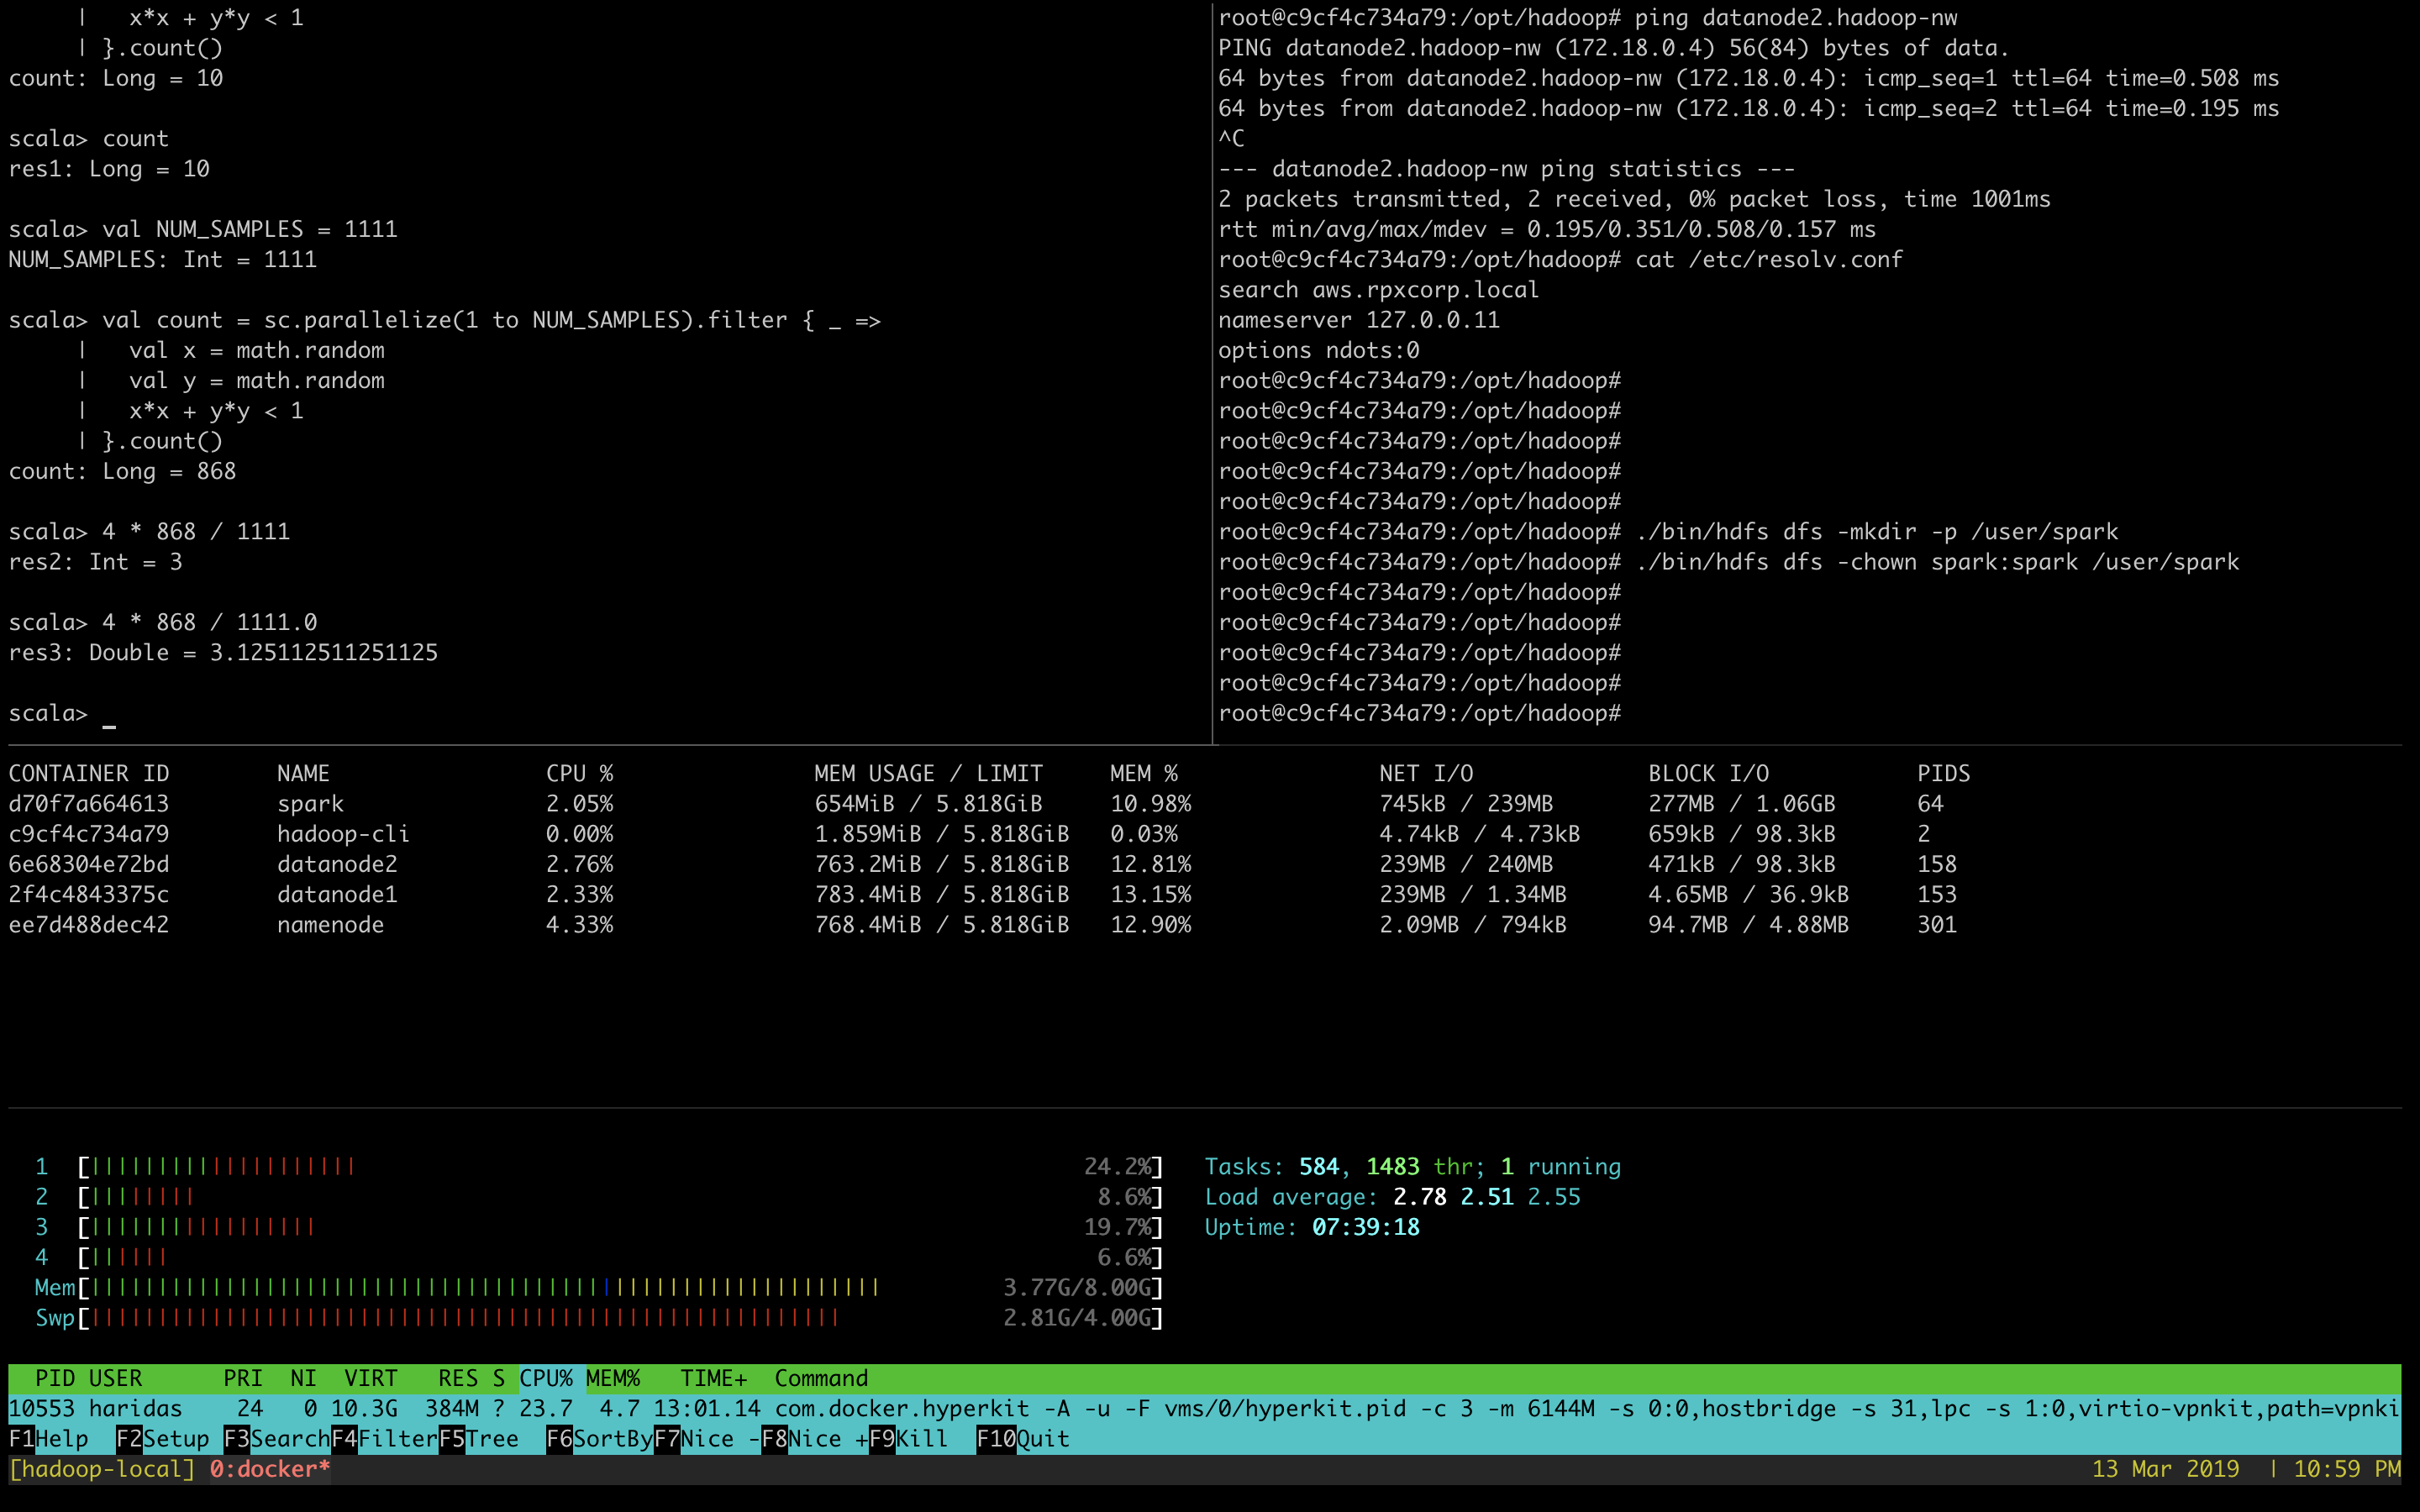 |   x*x + y*y < 1
     | }.count()
count: Long = 10
scala> count
res1: Long = 10
scala> val NUM_SAMPLES = 1111
NUM_SAMPLES: Int = 1111
scala> val count = sc.parallelize(1 to NUM_SAMPLES).filter { _ =>
     |   val x = math.random
     |   val y = math.random
     |   x*x + y*y < 1
     | }.count()
count: Long = 868
scala> 4 * 868 / 1111
res2: Int = 3
scala> 4 * 868 / 1111.0
res3: Double = 3.125112511251125
scala> _
root@c9cf4c734a79:/opt/hadoop# ping datanode2.hadoop-nw
PING datanode2.hadoop-nw (172.18.0.4) 56(84) bytes of data.
64 bytes from datanode2.hadoop-nw (172.18.0.4): icmp_seq=1 ttl=64 time=0.508 ms
64 bytes from datanode2.hadoop-nw (172.18.0.4): icmp_seq=2 ttl=64 time=0.195 ms
^C
--- datanode2.hadoop-nw ping statistics ---
2 packets transmitted, 2 received, 0% packet loss, time 1001ms
rtt min/avg/max/mdev = 0.195/0.351/0.508/0.157 ms
root@c9cf4c734a79:/opt/hadoop# cat /etc/resolv.conf
search aws.rpxcorp.local
nameserver 127.0.0.11
options ndots:0
root@c9cf4c734a79:/opt/hadoop#
root@c9cf4c734a79:/opt/hadoop#
root@c9cf4c734a79:/opt/hadoop#
root@c9cf4c734a79:/opt/hadoop#
root@c9cf4c734a79:/opt/hadoop#
root@c9cf4c734a79:/opt/hadoop# ./bin/hdfs dfs -mkdir -p /user/spark
root@c9cf4c734a79:/opt/hadoop# ./bin/hdfs dfs -chown spark:spark /user/spark
root@c9cf4c734a79:/opt/hadoop#
root@c9cf4c734a79:/opt/hadoop#
root@c9cf4c734a79:/opt/hadoop#
root@c9cf4c734a79:/opt/hadoop#
root@c9cf4c734a79:/opt/hadoop#
CONTAINER ID NAME CPU % MEM USAGE / LIMIT MEM % NET I/O BLOCK I/O PIDS
d70f7a664613 spark 2.05% 654MiB / 5.818GiB 10.98% 745kB / 239MB 277MB / 1.06GB 64
c9cf4c734a79 hadoop-cli 0.00% 1.859MiB / 5.818GiB 0.03% 4.74kB / 4.73kB 659kB / 98.3kB 2
6e68304e72bd datanode2 2.76% 763.2MiB / 5.818GiB 12.81% 239MB / 240MB 471kB / 98.3kB 158
2f4c4843375c datanode1 2.33% 783.4MiB / 5.818GiB 13.15% 239MB / 1.34MB 4.65MB / 36.9kB 153
ee7d488dec42 namenode 4.33% 768.4MiB / 5.818GiB 12.90% 2.09MB / 794kB 94.7MB / 4.88MB 301
1 [|||||||||||||||||||| 24.2%] Tasks: 584, 1483 thr; 1 running
2 [|||||||| 8.6%] Load average: 2.78 2.51 2.55
3 [||||||||||||||||| 19.7%] Uptime: 07:39:18
4 [|||||| 6.6%]
Mem[||||||||||||||||||||||||||||||||||||||||||||||||||||||||||| 3.77G/8.00G]
Swp[|||||||||||||||||||||||||||||||||||||||||||||||||||||||| 2.81G/4.00G]
PID USER PRI NI VIRT RES S CPU% MEM% TIME+ Command
10553 haridas 24 0 10.3G 384M ? 23.7 4.7 13:01.14 com.docker.hyperkit -A -u -F vms/0/hyperkit.pid -c 3 -m 6144M -s 0:0,hostbridge -s 31,lpc -s 1:0,virtio-vpnkit,path=vpnki
F1Help F2Setup F3SearchF4FilterF5Tree F6SortByF7Nice -F8Nice +F9Kill F10Quit
[hadoop-local] 0:docker* 13 Mar 2019 | 10:59 PM